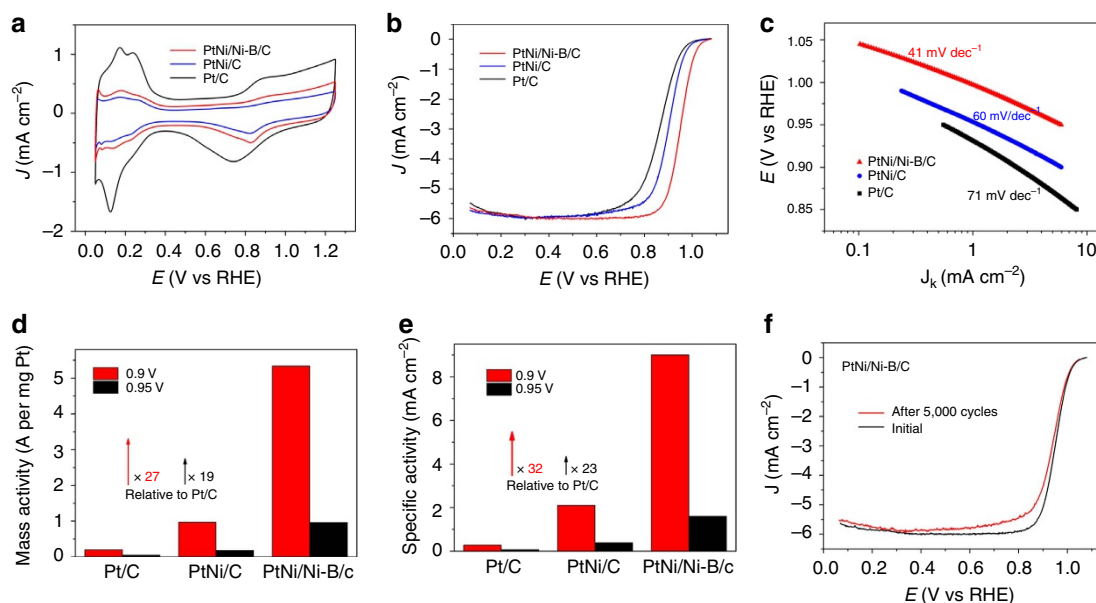 a
1
0
−1
−2
J (mA cm−2)
PtNi/Ni-B/C
PtNi/C
Pt/C
0.0 0.2 0.4 0.6 0.8 1.0 1.2
E (V vs RHE)
b
0
−1
−2
−3
−4
−5
−6
J (mA cm−2)
PtNi/Ni-B/C
PtNi/C
Pt/C
0.0 0.2 0.4 0.6 0.8 1.0
E (V vs RHE)
c
1.05
1.00
0.95
0.90
0.85
E (V vs RHE)
41 mV dec−1
60 mV/dec−1
71 mV dec−1
PtNi/Ni-B/C
PtNi/C
Pt/C
0.1 1 10
Jk (mA cm−2)
d
5
4
3
2
1
0
Mass activity (A per mg Pt)
0.9 V
0.95 V
× 27 × 19
Relative to Pt/C
Pt/C PtNi/C PtNi/Ni-B/c
e
8
6
4
2
0
Specific activity (mA cm−2)
0.9 V
0.95 V
× 32 × 23
Relative to Pt/C
Pt/C PtNi/C PtNi/Ni-B/c
f
0
−1
−2
−3
−4
−5
−6
J (mA cm−2)
PtNi/Ni-B/C
After 5,000 cycles
Initial
0.0 0.2 0.4 0.6 0.8 1.0
E (V vs RHE)